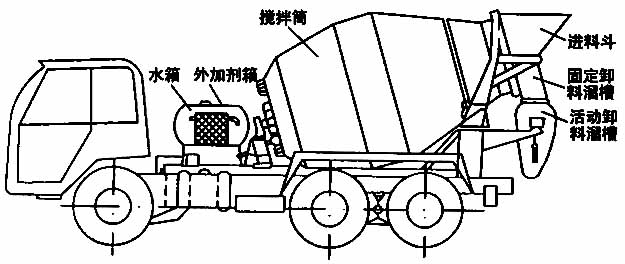 搅拌筒
进料斗
水箱 外加剂箱
固定卸
料溜槽
活动卸
料溜槽